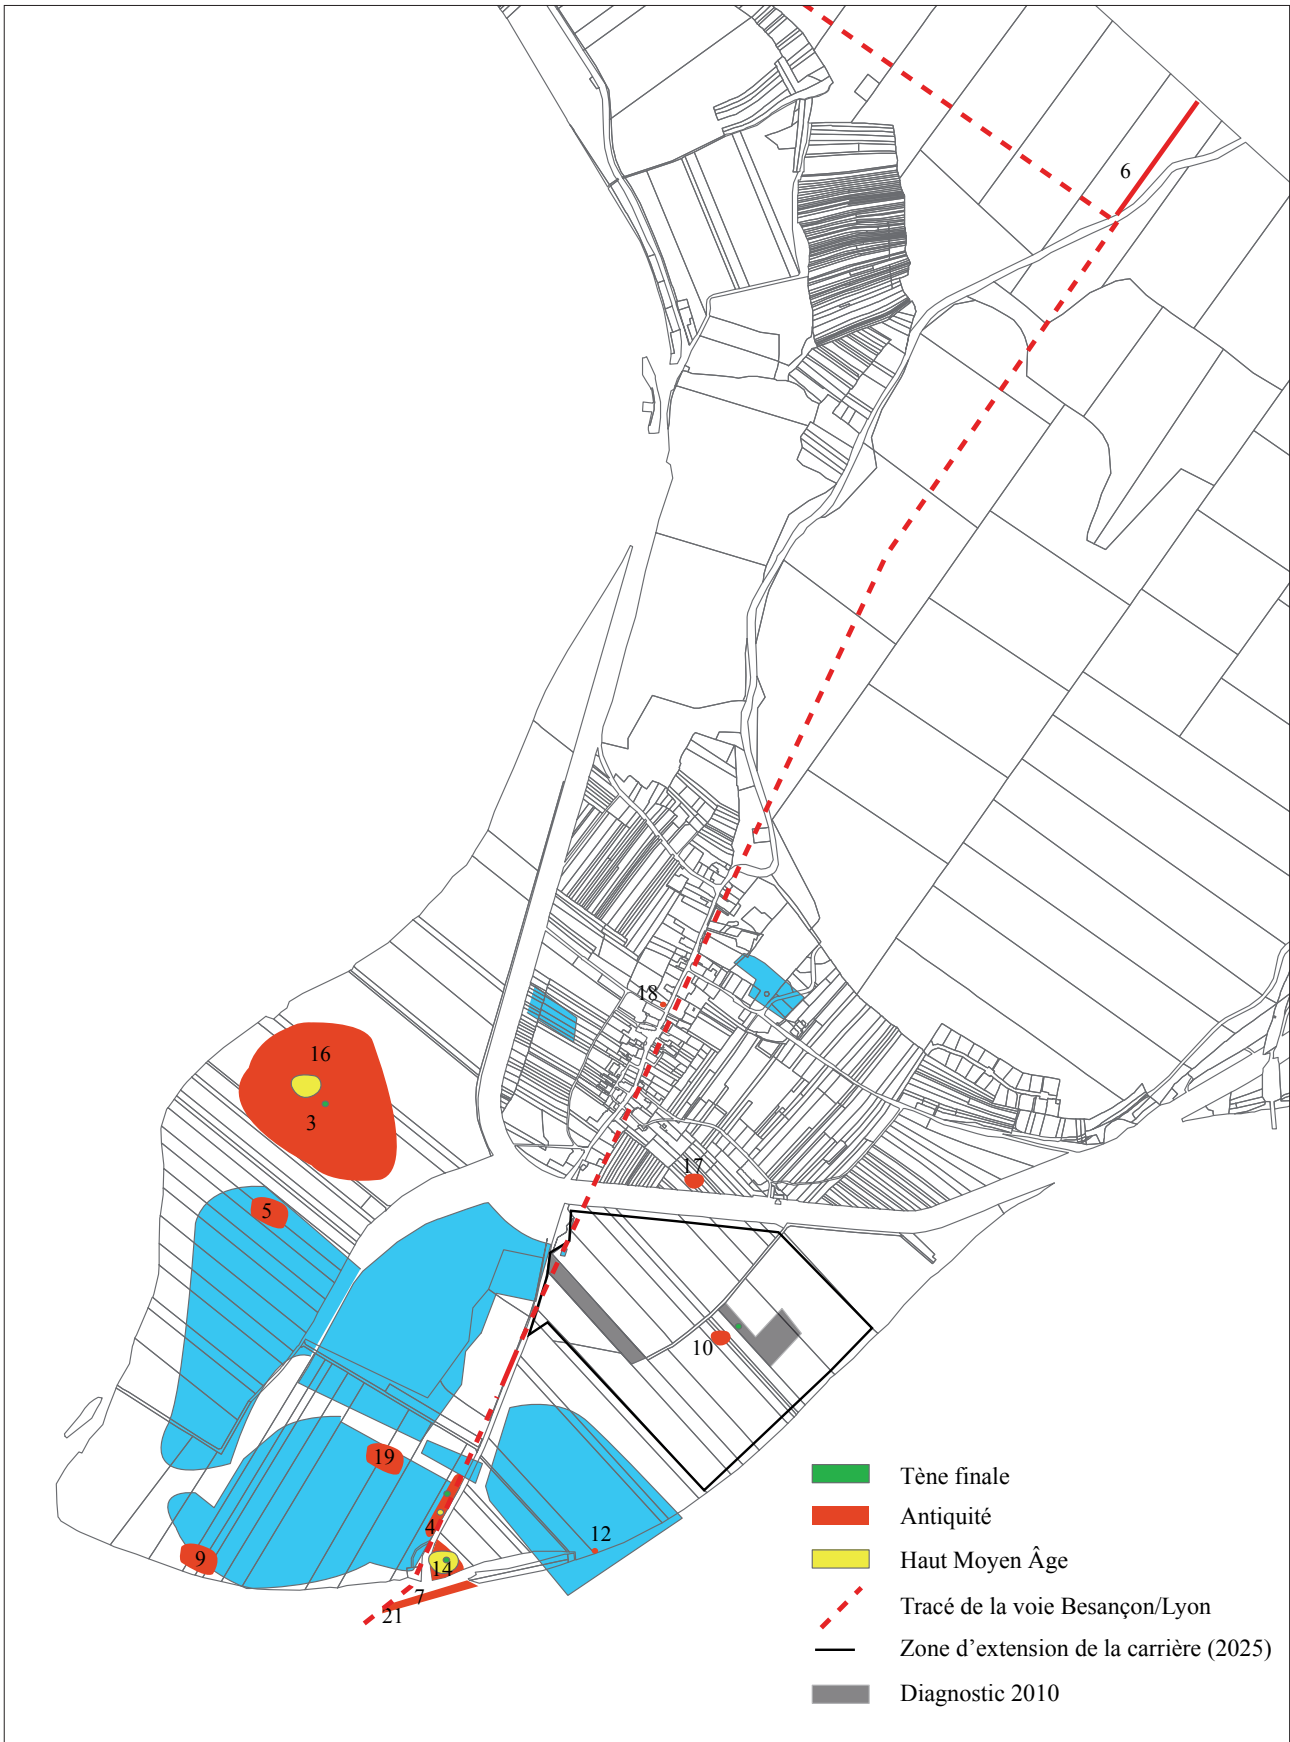 6
18
16
3
17
5
10
19
4
12
9
14
7
21
Tène finale
Antiquité
Haut Moyen Âge
Tracé de la voie Besançon/Lyon
Zone d’extension de la carrière (2025)
Diagnostic 2010